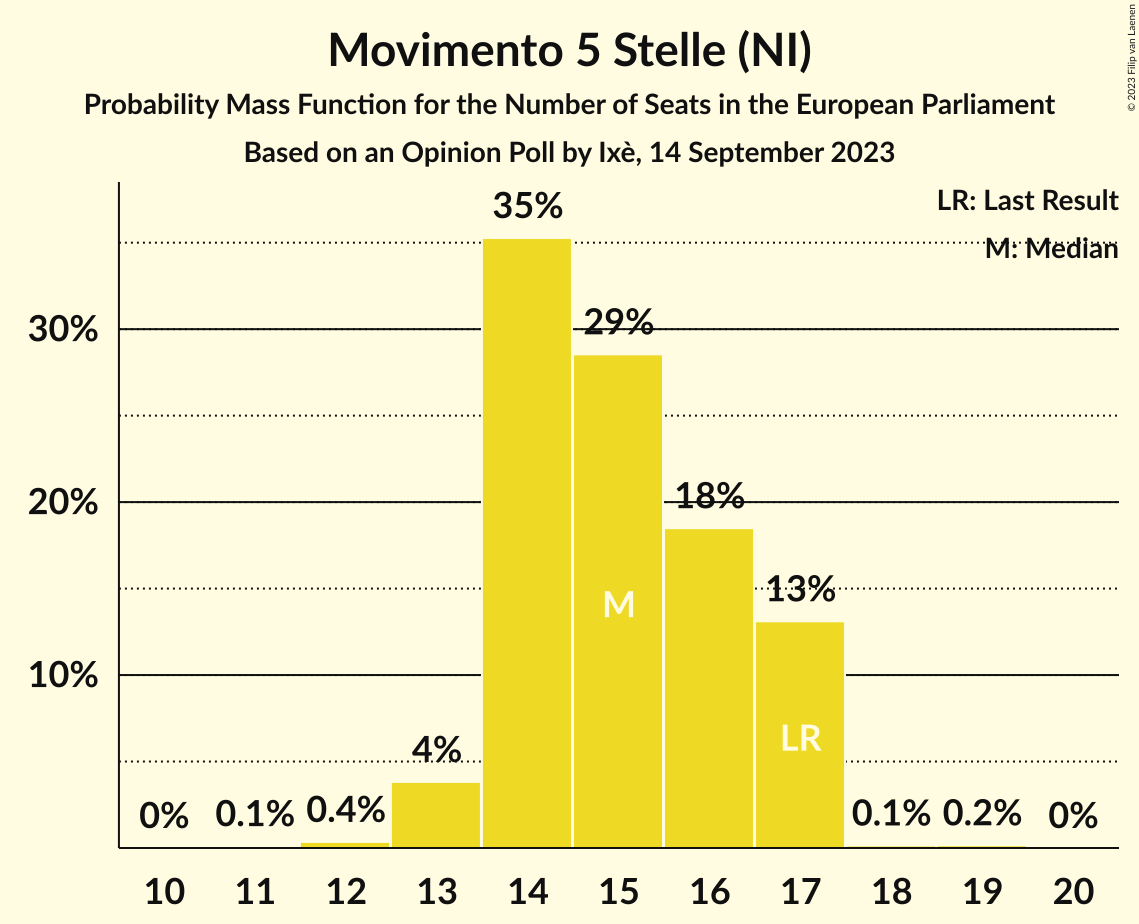 Movimento 5 Stelle (NI)
Probability Mass Function for the Number of Seats in the European Parliament
Based on an Opinion Poll by Ixè, 14 September 2023
© 2023 Filip van Laenen
LR: Last Result
M: Median
35%
30%
29%
20%
18%
13%
M
10%
LR
4%
0%
0.1%
0.4%
0.1%
0.2%
0%
10 11 12 13 14 15 16 17 18 19 20